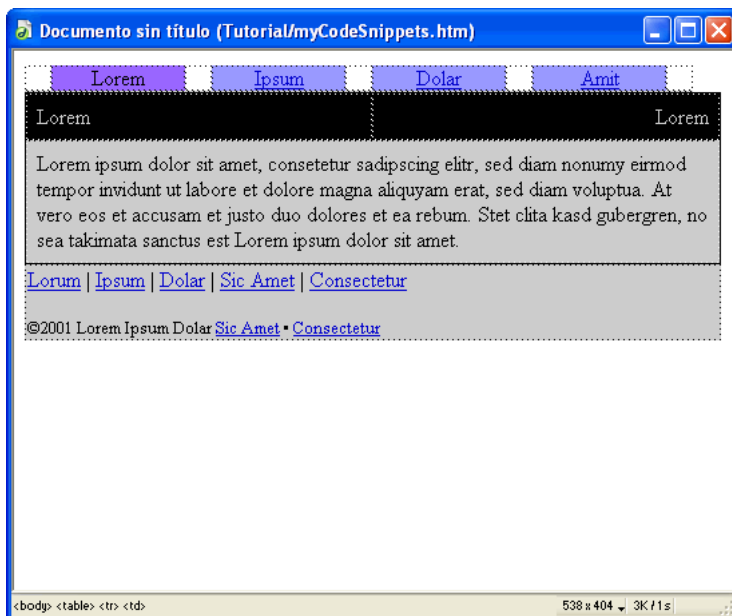 Documento sin título (Tutorial/myCodeSnippets.htm)
Lorem Ipsum Dolar Amit
Lorem Lorem
Lorem ipsum dolor sit amet, consetetur sadipscing elitr, sed diam nonumy eirmod
tempor invidunt ut labore et dolore magna aliquyam erat, sed diam voluptua. At
vero eos et accusam et justo duo dolores et ea rebum. Stet clita kasd gubergren, no
sea takimata sanctus est Lorem ipsum dolor sit amet.
Lorum | Ipsum | Dolar | Sic Amet | Consectetur
©2001 Lorem Ipsum Dolar Sic Amet ▪ Consectetur
<body> <table> <tr> <td> 538 x 404 3K / 1 s